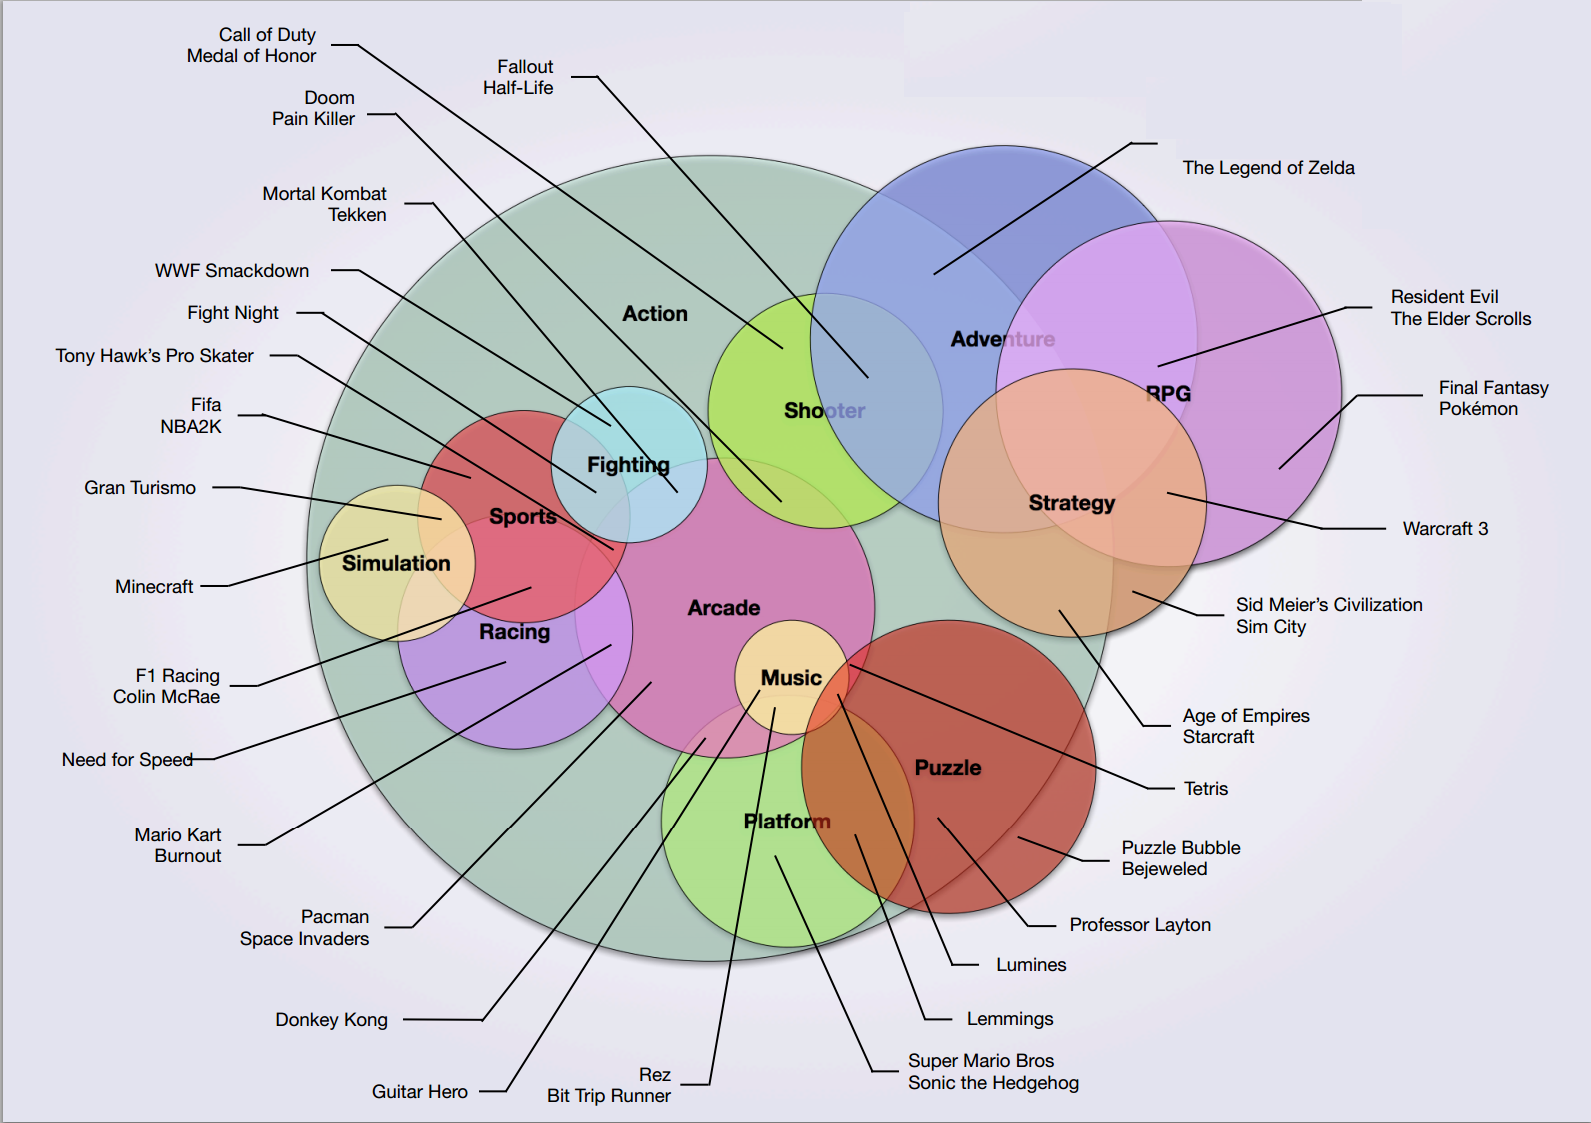 Call of Duty
Medal of Honor
Fallout
Half-Life
Doom
Pain Killer
The Legend of Zelda
Mortal Kombat
Tekken
WWF Smackdown
Fight Night
Tony Hawk's Pro Skater
Fifa
NBA2K
Gran Turismo
Minecraft
F1 Racing
Colin McRae
Need for Speed
Mario Kart
Burnout
Pacman
Space Invaders
Donkey Kong
Guitar Hero
Rez
Bit Trip Runner
Action
Adventure
Shooter
RPG
Fighting
Sports
Strategy
Simulation
Arcade
Racing
Music
Puzzle
Platform
Resident Evil
The Elder Scrolls
Final Fantasy
Pokémon
Warcraft 3
Sid Meier's Civilization
Sim City
Age of Empires
Starcraft
Tetris
Puzzle Bubble
Bejeweled
Professor Layton
Lumines
Lemmings
Super Mario Bros
Sonic the Hedgehog